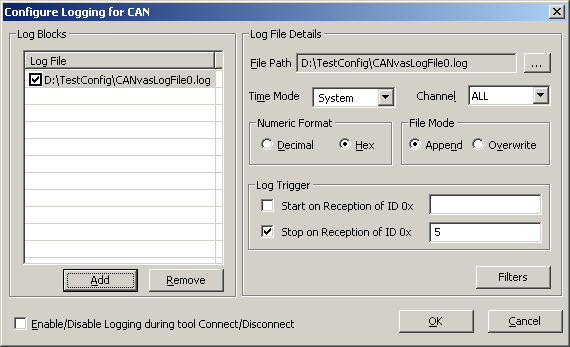 Configure Logging for CAN
Log Blocks
Log File
D:\TestConfig\CANvasLogFile0.log
Add
Remove
Log File Details
File Path
D:\TestConfig\CANvasLogFile0.log
...
Time Mode
System
Channel
ALL
Numeric Format
Decimal
Hex
File Mode
Append
Overwrite
Log Trigger
Start on Reception of ID 0x
Stop on Reception of ID 0x
5
Filters
Enable/Disable Logging during tool Connect/Disconnect
OK
Cancel